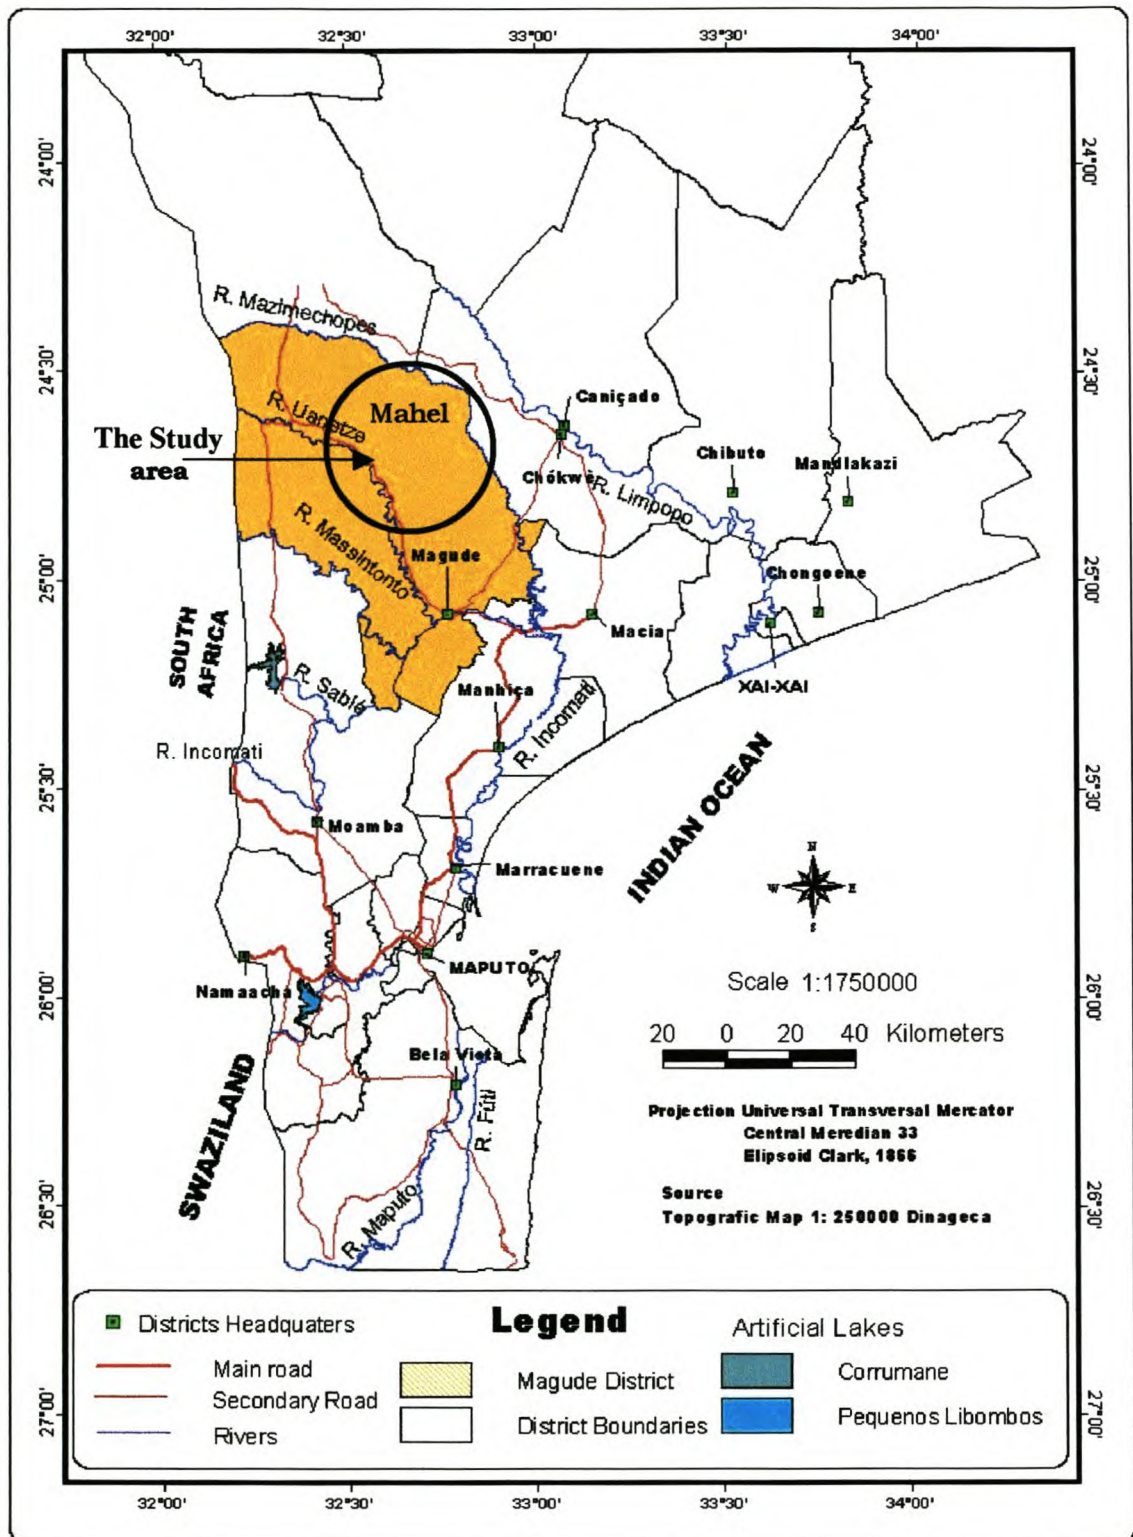 32°00' 32°30' 33°00' 33°30' 34°00'
24°00' 24°00'
R. Mazimechopes
24°30' 24°30'
Mahel
Caniçado
R. Uanetze
The Study
area
Chibuto
Mandlakazi
Chókwè
R. Limpopo
R. Massintonto
Magude
25°00' 25°00'
Chongoene
Macia
SOUTH
AFRICA
R. Sabié
Manhica
XAI-XAI
R. Incomati
R. Incomati
INDIAN OCEAN
25°30' 25°30'
Moamba
Marracuene
N
W E
S
MAPUTO
Namaacha
Scale 1:1750000
26°00' 26°00'
20 0 20 40 Kilometers
Bela Vista
R. Fúti
SWAZILAND
Projection Universal Transversal Mercator
Central Meredian 33
Elipsoid Clark, 1866
Source
Topografic Map 1: 250000 Dinageca
26°30' 26°30'
R. Maputo
Legend
Districts Headquaters
Main road
Secondary Road
Rivers
Magude District
District Boundaries
Artificial Lakes
Corrumane
Pequenos Libombos
27°00' 27°00'
32°00' 32°30' 33°00' 33°30' 34°00'